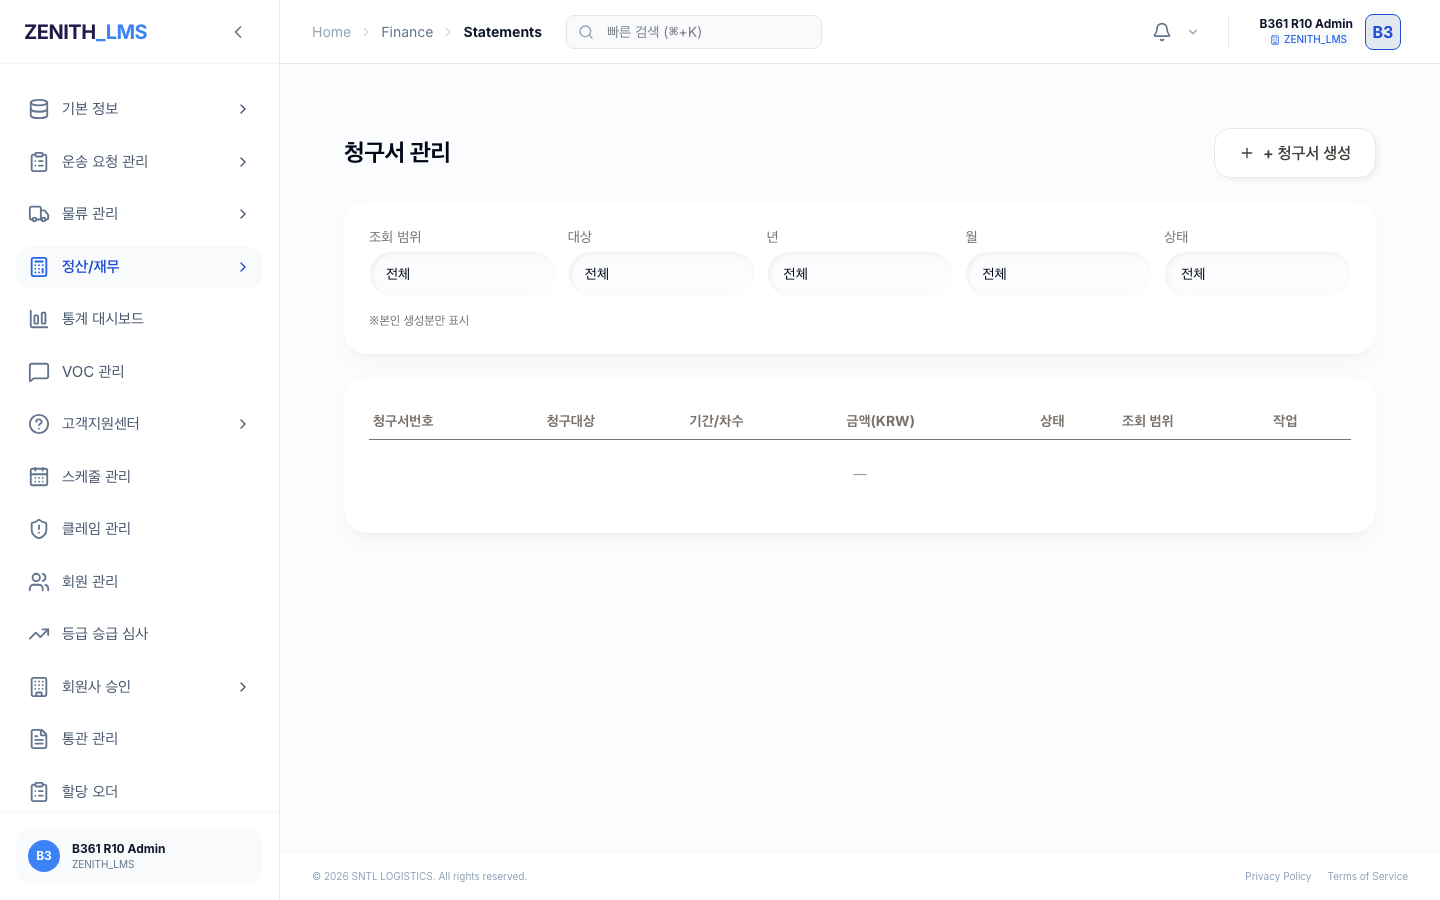 ZENITH_LMS
Home > Finance > Statements
빠른 검색 (⌘+K)
B361 R10 Admin
ZENITH_LMS
B3
기본 정보
운송 요청 관리
물류 관리
정산/재무
통계 대시보드
VOC 관리
고객지원센터
스케줄 관리
클레임 관리
회원 관리
등급 승급 심사
회원사 승인
통관 관리
할당 오더
B3
B361 R10 Admin
ZENITH_LMS
청구서 관리
+ + 청구서 생성
조회 범위 대상 년 월 상태
전체 전체 전체 전체 전체
※본인 생성분만 표시
청구서번호 청구대상 기간/차수 금액(KRW) 상태 조회 범위 작업
—
© 2026 SNTL LOGISTICS. All rights reserved.
Privacy Policy Terms of Service